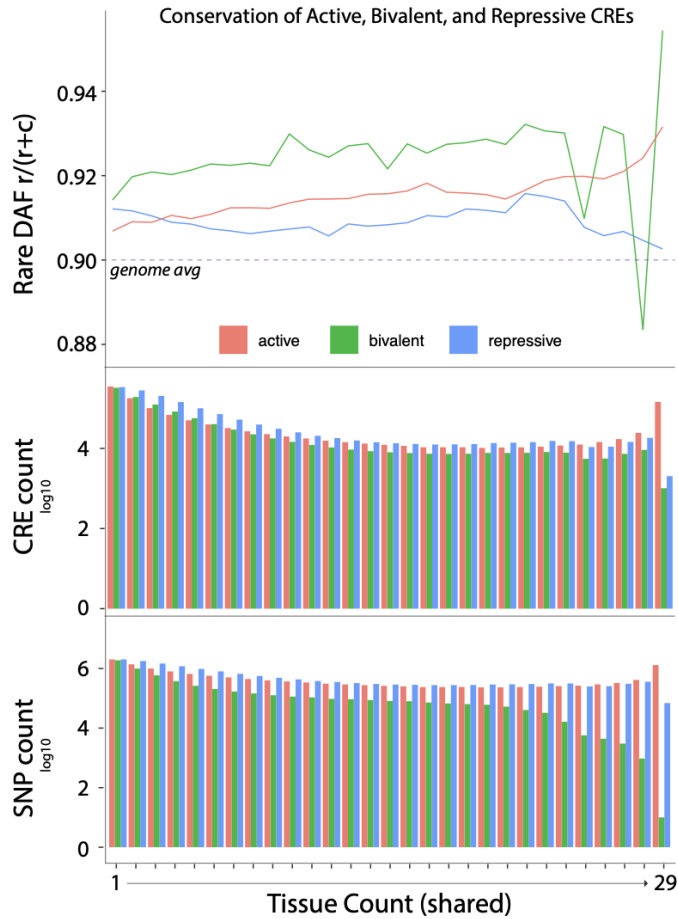 Conservation of Active, Bivalent, and Repressive CREs
Rare DAF r/(r+c)
0.94
0.92
0.90
0.88
genome avg
active bivalent repressive
CRE count
log10
4
2
0
SNP count
log10
6
4
2
0
1 29
Tissue Count (shared)